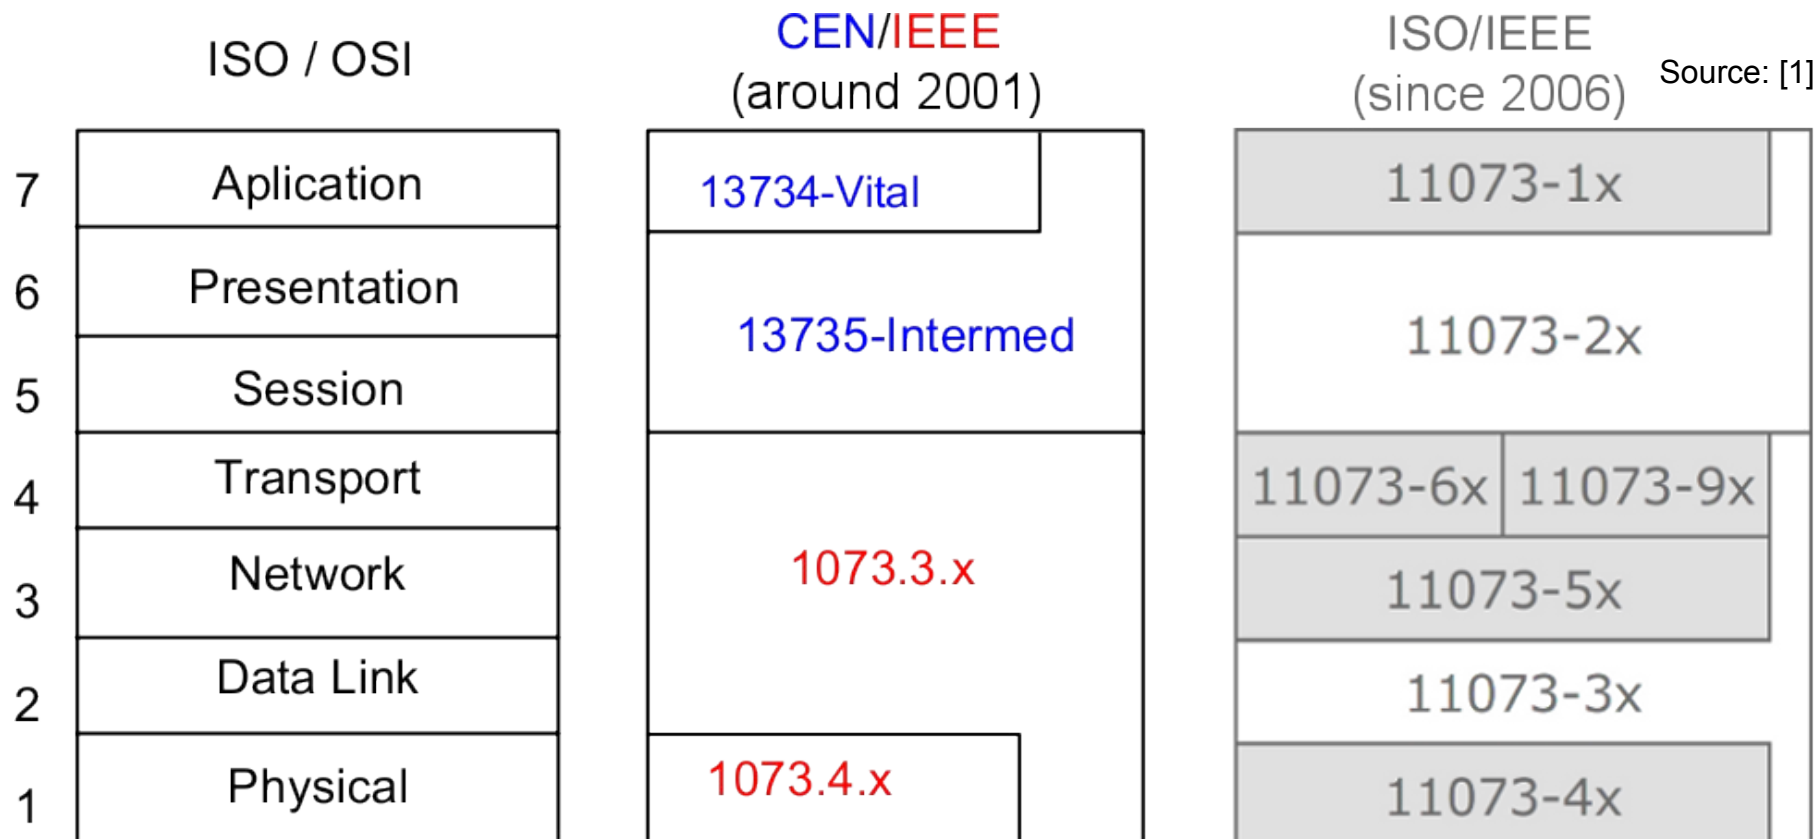 ISO / OSI
CEN/IEEE
(around 2001)
ISO/IEEE
(since 2006)
Source: [1]
7
Aplication
6
Presentation
5
Session
4
Transport
3
Network
2
Data Link
1
Physical
13734-Vital
13735-Intermed
1073.3.x
1073.4.x
11073-1x
11073-2x
11073-6x
11073-9x
11073-5x
11073-3x
11073-4x